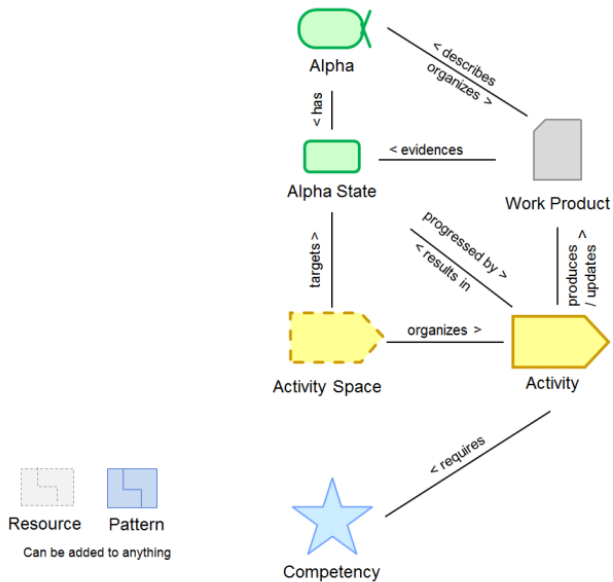 Alpha
< describes
organizes >
< has
Alpha State
< evidences
Work Product
targets >
progressed by >
< results in
produces >
/ updates
Activity Space
organizes >
Activity
< requires
Resource
Pattern
Can be added to anything
Competency